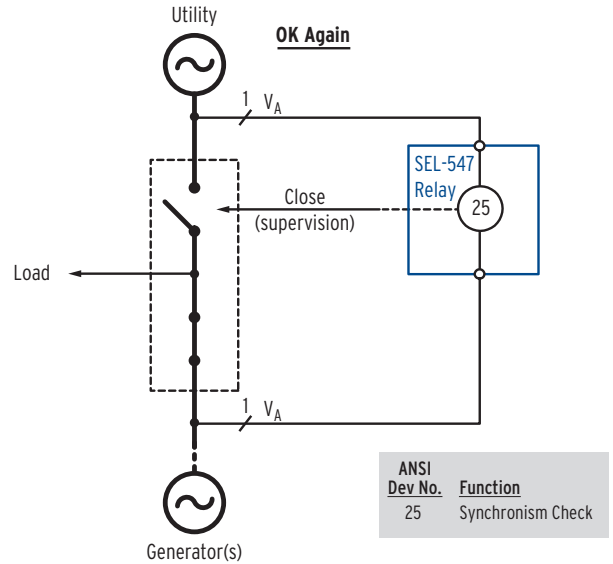 Utility
OK Again
1 VA
SEL-547
Relay
25
Close
(supervision)
Load
1 VA
Generator(s)
ANSI
Dev No. Function
25 Synchronism Check